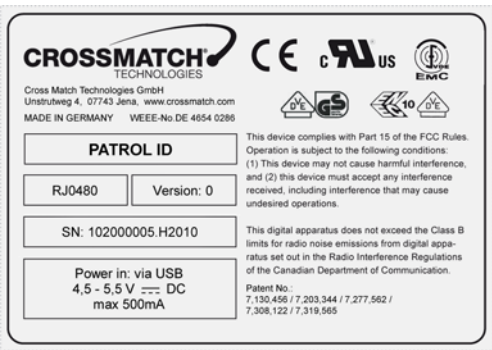 CROSSMATCH
TECHNOLOGIES
Cross Match Technologies GmbH
Unstrutweg 4, 07743 Jena, www.crossmatch.com
MADE IN GERMANY WEEE-No.DE 4654 0286
PATROL ID
RJ0480
Version: 0
SN: 102000005.H2010
Power in: via USB
4,5 - 5,5 V DC
max 500mA
CE
c RU US
VDE
EMC
VDE GS
10 VDE
This device complies with Part 15 of the FCC Rules.
Operation is subject to the following conditions:
(1) This device may not cause harmful interference,
and (2) this device must accept any interference
received, including interference that may cause
undesired operations.
This digital apparatus does not exceed the Class B
limits for radio noise emissions from digital appa-
ratus set out in the Radio Interference Regulations
of the Canadian Department of Communication.
Patent No.:
7,130,456 / 7,203,344 / 7,277,562 /
7,308,122 / 7,319,565